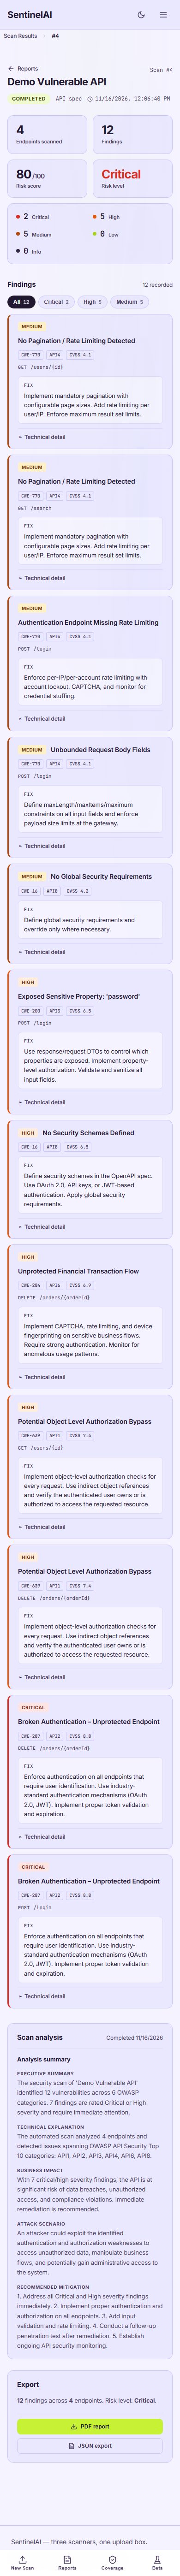 SentinelAI
Scan Results
#4
Reports
Scan #4
Demo Vulnerable API
COMPLETED API spec 11/16/2026, 12:06:40 PM
4
Endpoints scanned
12
Findings
80/100
Risk score
Critical
Risk level
2 Critical
5 High
5 Medium
0 Low
0 Info
Findings
12 recorded
All 12 Critical 2 High 5 Medium 5
MEDIUM
No Pagination / Rate Limiting Detected
CWE-770 API4 CVSS 4.1
GET /users/{id}
FIX
Implement mandatory pagination with
configurable page sizes. Add rate limiting per
user/IP. Enforce maximum result set limits.
Technical detail
MEDIUM
No Pagination / Rate Limiting Detected
CWE-770 API4 CVSS 4.1
GET /search
FIX
Implement mandatory pagination with
configurable page sizes. Add rate limiting per
user/IP. Enforce maximum result set limits.
Technical detail
MEDIUM
Authentication Endpoint Missing Rate Limiting
CWE-770 API4 CVSS 4.1
POST /login
FIX
Enforce per-IP/per-account rate limiting with
account lockout, CAPTCHA, and monitor for
credential stuffing.
Technical detail
MEDIUM Unbounded Request Body Fields
CWE-770 API4 CVSS 4.1
POST /login
FIX
Define maxLength/maxItems/maximum
constraints on all input fields and enforce
payload size limits at the gateway.
Technical detail
MEDIUM No Global Security Requirements
CWE-16 API8 CVSS 4.2
FIX
Define global security requirements and
override only where necessary.
Technical detail
HIGH
Exposed Sensitive Property: 'password'
CWE-200 API3 CVSS 6.5
POST /login
FIX
Use response/request DTOs to control which
properties are exposed. Implement property-
level authorization. Validate and sanitize all
input fields.
Technical detail
HIGH No Security Schemes Defined
CWE-16 API8 CVSS 6.5
FIX
Define security schemes in the OpenAPI spec.
Use OAuth 2.0, API keys, or JWT-based
authentication. Apply global security
requirements.
Technical detail
HIGH
Unprotected Financial Transaction Flow
CWE-284 API6 CVSS 6.9
DELETE /orders/{orderId}
FIX
Implement CAPTCHA, rate limiting, and device
fingerprinting on sensitive business flows.
Require strong authentication. Monitor for
anomalous use patterns.
Technical detail
HIGH
Potential Object Level Authorization Bypass
CWE-639 API1 CVSS 7.4
GET /users/{id}
FIX
Implement object-level authorization checks for
every request. Use indirect object references
and verify the authenticated user owns or is
authorized to access the requested resource.
Technical detail
HIGH
Potential Object Level Authorization Bypass
CWE-639 API1 CVSS 7.4
DELETE /orders/{orderId}
FIX
Implement object-level authorization checks for
every request. Use indirect object references
and verify the authenticated user owns or is
authorized to access the requested resource.
Technical detail
CRITICAL
Broken Authentication – Unprotected Endpoint
CWE-287 API2 CVSS 8.8
DELETE /orders/{orderId}
FIX
Enforce authentication on all endpoints that
require user identification. Use industry-
standard authentication mechanisms (OAuth
2.0, JWT). Implement proper token validation
and expiration.
Technical detail
CRITICAL
Broken Authentication – Unprotected Endpoint
CWE-287 API2 CVSS 8.8
POST /login
FIX
Enforce authentication on all endpoints that
require user identification. Use industry-
standard authentication mechanisms (OAuth
2.0, JWT). Implement proper token validation
and expiration.
Technical detail
Scan analysis
Completed 11/16/2026
Analysis summary
EXECUTIVE SUMMARY
The security scan of 'Demo Vulnerable API'
identified 12 vulnerabilities across 6 OWASP
categories. 7 findings are rated Critical or High
severity and require immediate attention.
TECHNICAL EXPLANATION
The automated scan analyzed 4 endpoints and
detected issues spanning OWASP API Security Top
10 categories: API1, API2, API3, API4, API6, API8.
BUSINESS IMPACT
With 7 critical/high severity findings, the API is at
significant risk of data breaches, unauthorized
access, and compliance violations. Immediate
remediation is recommended.
ATTACK SCENARIO
An attacker could exploit the identified
authentication and authorization weaknesses to
access unauthorized data, manipulate business
flows, and potentially gain administrative access to
the system.
RECOMMENDED MITIGATION
1. Address all Critical and High severity findings
immediately. 2. Implement proper authentication and
authorization on all endpoints. 3. Add input
validation and rate limiting. 4. Conduct a follow-up
penetration test after remediation. 5. Establish
ongoing API security monitoring.
Export
12 findings across 4 endpoints. Risk level: Critical.
PDF report
JSON export
SentinelAI — three scanners, one upload box.
New Scan Reports Coverage Beta